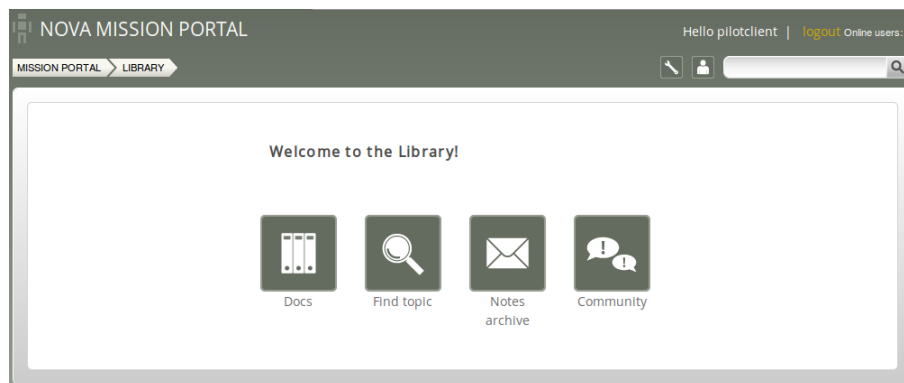 NOVA MISSION PORTAL
Hello pilotclient | logout Online users:
MISSION PORTAL LIBRARY
Welcome to the Library!
Docs
Find topic
Notes
archive
Community